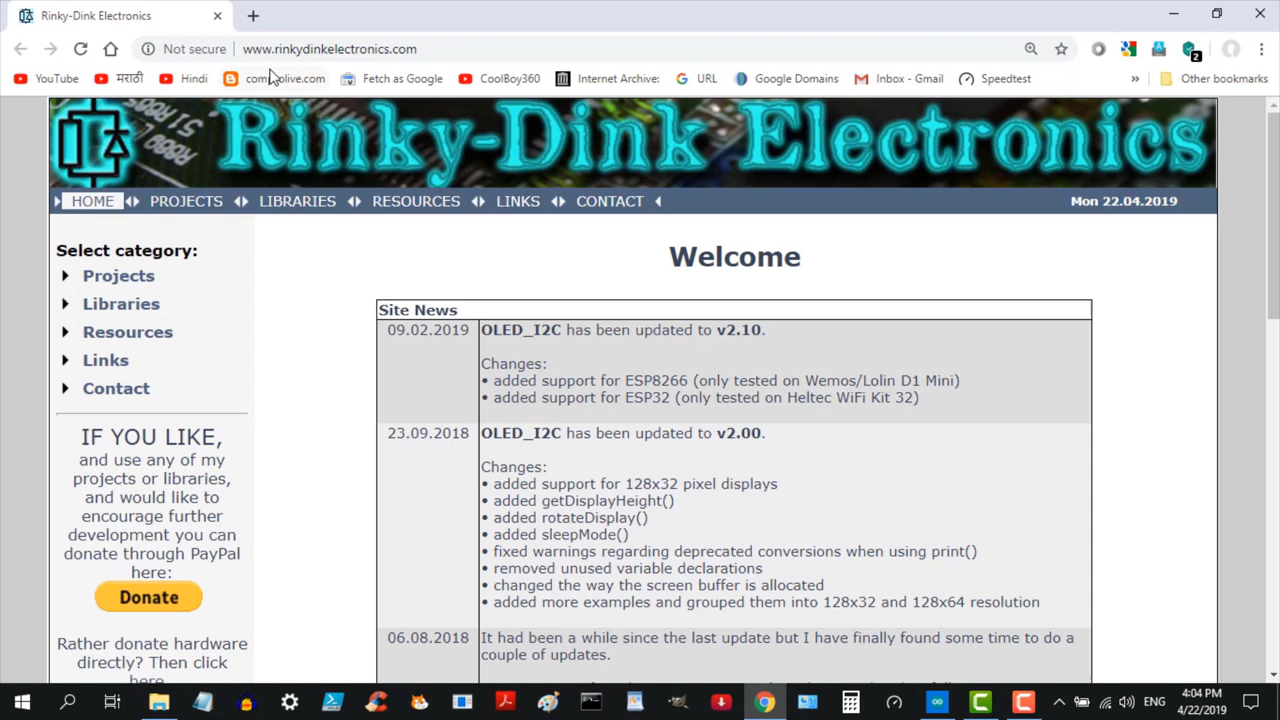 Rinky-Dink Electronics
Not secure
www.rinkydinkelectronics.com
YouTube
मराठी
Hindi
Fetch as Google
CoolBoy360
Internet Archive:
URL
Google Domains
Inbox - Gmail
Speedtest
»
Other bookmarks
Rinky-Dink Electronics
HOME PROJECTS LIBRARIES RESOURCES LINKS CONTACT Mon 22.04.2019
Select category:
Projects
Libraries
Resources
Links
Contact
IF YOU LIKE,
and use any of my
projects or libraries,
and would like to
encourage further
development you can
donate through PayPal
here:
Donate
Rather donate hardware
directly? Then click
here
Welcome
Site News
09.02.2019 OLED_I2C has been updated to v2.10.
Changes:
• added support for ESP8266 (only tested on Wemos/Lolin D1 Mini)
• added support for ESP32 (only tested on Heltec WiFi Kit 32)
23.09.2018 OLED_I2C has been updated to v2.00.
Changes:
• added support for 128x32 pixel displays
• added getDisplayHeight()
• added rotateDisplay()
• added sleepMode()
• fixed warnings regarding deprecated conversions when using print()
• removed unused variable declarations
• changed the way the screen buffer is allocated
• added more examples and grouped them into 128x32 and 128x64 resolution
06.08.2018 It had been a while since the last update but I have finally found some time to do a
couple of updates.
ENG
4:04 PM
4/22/2019